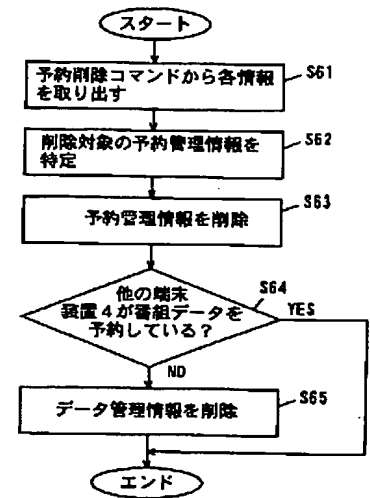 スタート
予約削除コマンドから各情報
を取り出す
S61
削除対象の予約管理情報を
特定
S62
予約管理情報を削除
S63
他の端末
装置4が番組データを
予約している?
S64
YES
NO
データ管理情報を削除
S65
エンド